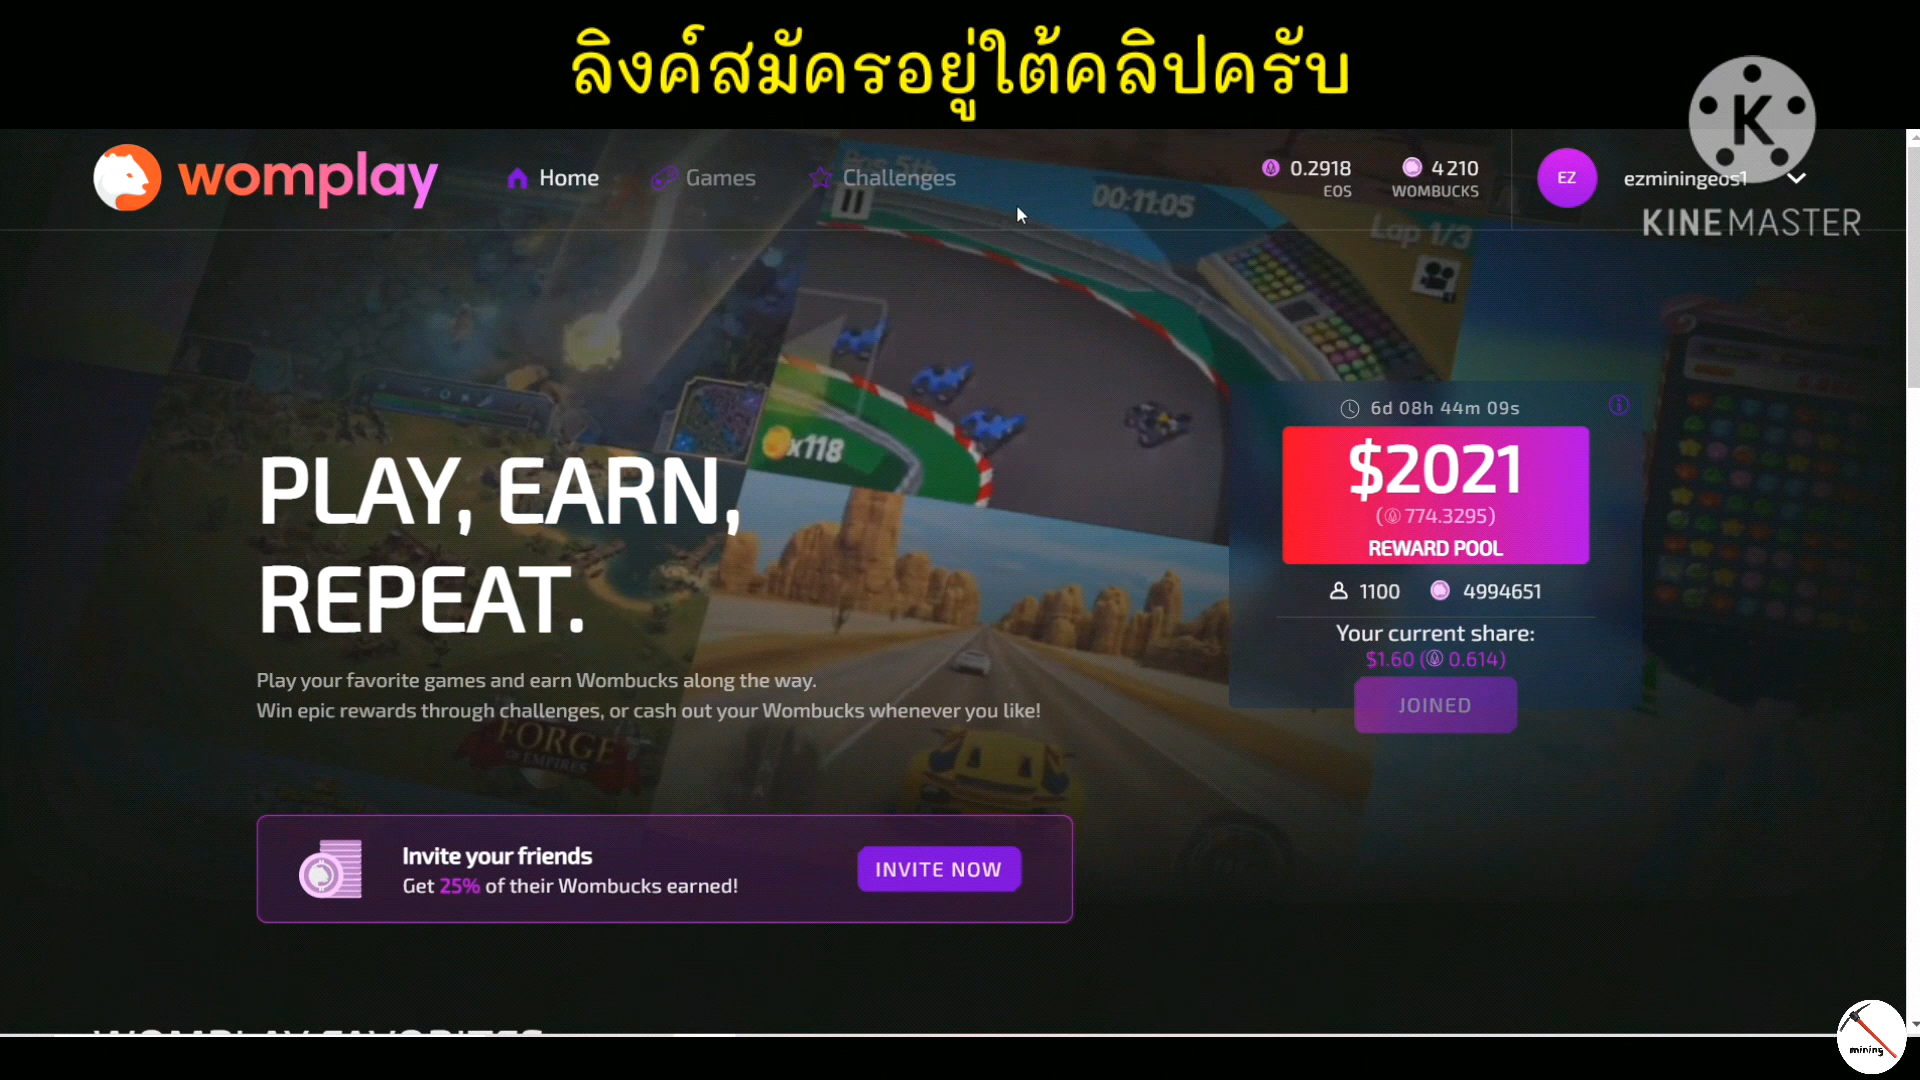 ลิงค์สมัครอยู่ใต้คลิปครับ
K
KINEMASTER
womplay
Home
Games
Challenges
0.2918
EOS
4210
WOMBUCKS
EZ
ezminingeos1
00:11:05
Lap 1/3
x118
6d 08h 44m 09s
$2021
(774.3295)
REWARD POOL
1100
4994651
Your current share:
$1.60 (0.614)
JOINED
PLAY, EARN,
REPEAT.
Play your favorite games and earn Wombucks along the way.
Win epic rewards through challenges, or cash out your Wombucks whenever you like!
FORGE
OF EMPIRES
Invite your friends
Get 25% of their Wombucks earned!
INVITE NOW
WOMPLAY FAVORITES
mining